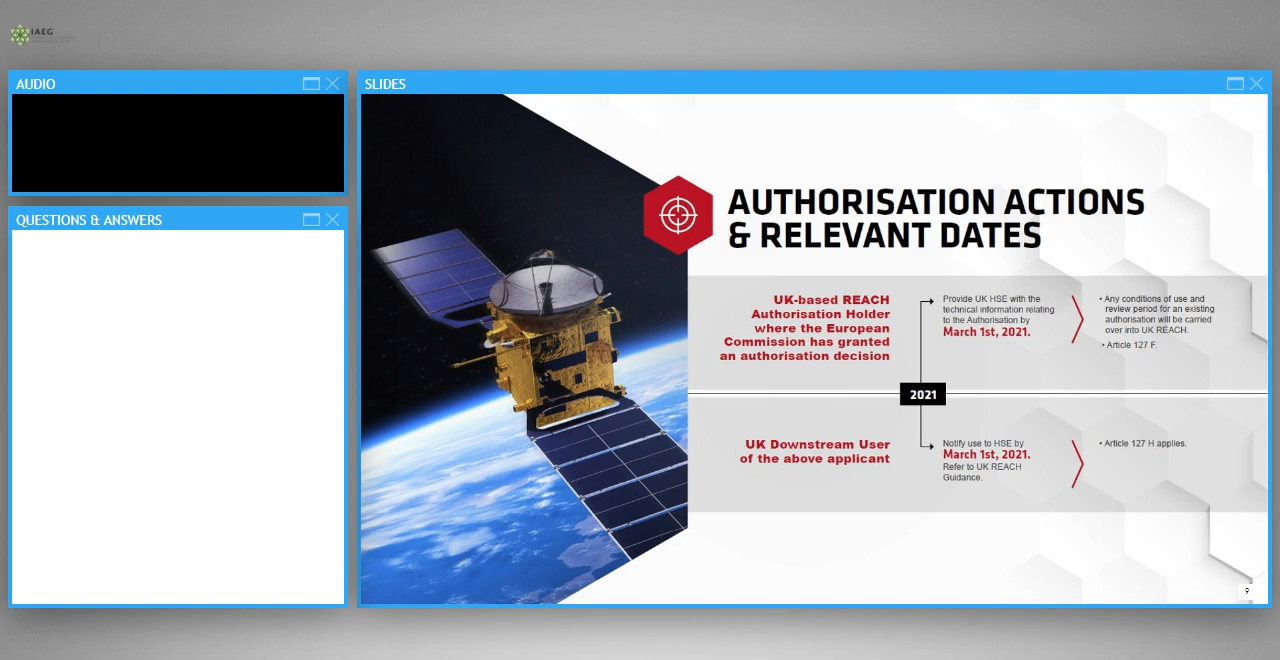 IAEG
AUDIO
QUESTIONS & ANSWERS
SLIDES
AUTHORISATION ACTIONS
& RELEVANT DATES
UK-based REACH
Authorisation Holder
where the European
Commission has granted
an authorisation decision
Provide UK HSE with the
technical information relating
to the Authorisation by
March 1st, 2021.
• Any conditions of use and
review period for an existing
authorisation will be carried
over into UK REACH.
• Article 127 F.
2021
UK Downstream User
of the above applicant
Notify use to HSE by
March 1st, 2021.
Refer to UK REACH
Guidance.
• Article 127 H applies.
9